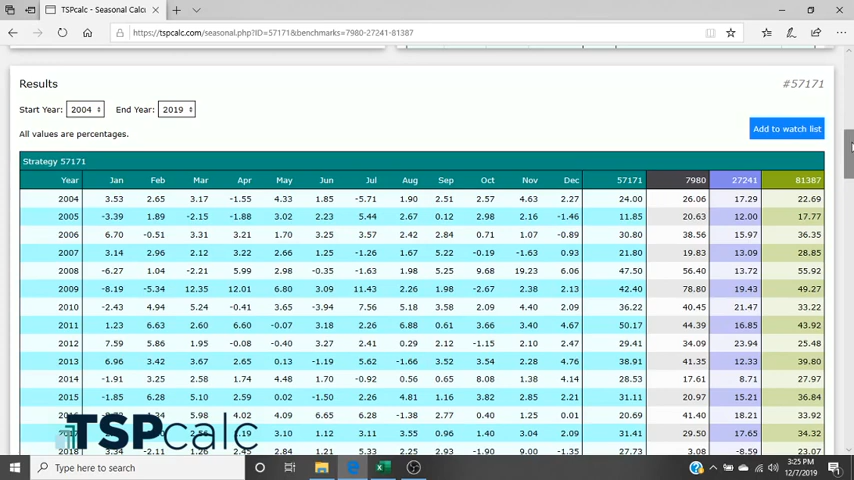 TSPcalc - Seasonal Calcu
https://tspcalc.com/seasonal.php?ID=57171&benchmarks=7980-27241-81387
Results #57171
Start Year: 2004 End Year: 2019
All values are percentages. Add to watch list
Strategy 57171
Year Jan Feb Mar Apr May Jun Jul Aug Sep Oct Nov Dec 57171 7980 27241 81387
2004 3.53 2.65 3.17 -1.55 4.33 1.85 -5.71 1.90 2.51 2.57 4.63 2.27 24.00 26.06 17.29 22.69
2005 -3.39 1.89 -2.15 -1.88 3.02 2.23 5.44 2.67 0.12 2.98 2.16 -1.46 11.85 20.63 12.00 17.77
2006 6.70 -0.51 3.31 3.21 1.70 3.25 3.57 2.42 2.84 0.71 1.07 -0.89 30.80 38.56 15.97 36.35
2007 3.14 2.96 2.12 3.22 2.66 1.25 -1.26 1.67 5.22 -0.19 -1.63 0.93 21.80 19.83 13.09 28.85
2008 -6.27 1.04 -2.21 5.99 2.98 -0.35 -1.63 1.98 5.25 9.68 19.23 6.06 47.50 56.40 13.72 55.92
2009 -8.19 -5.34 12.35 12.01 6.80 3.09 11.43 2.26 1.98 -2.67 2.38 2.13 42.40 78.80 19.43 49.27
2010 -2.43 4.94 5.24 -0.41 3.65 -3.94 7.56 5.18 3.58 2.09 4.40 2.09 36.22 40.45 21.47 33.22
2011 1.23 6.63 2.60 6.60 -0.07 3.18 2.26 6.88 0.61 3.66 3.40 4.67 50.17 44.39 16.85 43.92
2012 7.59 5.86 1.95 -0.08 -0.40 3.27 2.41 0.29 2.12 -1.15 2.10 2.47 29.41 34.09 23.94 25.48
2013 6.96 3.42 3.67 2.65 0.13 -1.19 5.62 -1.66 3.52 3.54 2.28 4.76 38.91 41.35 12.33 39.80
2014 -1.91 3.25 2.58 1.74 4.48 1.70 -0.92 0.56 0.65 8.08 1.38 4.14 28.53 17.61 8.71 27.97
2015 -1.85 6.28 5.10 2.59 0.02 -1.50 2.26 4.81 1.16 3.82 2.85 2.21 31.11 20.97 15.21 36.84
5.98 4.02 4.09 6.65 6.28 -1.38 2.77 0.40 1.25 0.01 20.69 41.40 18.21 33.92
3.10 1.12 3.11 3.55 0.96 1.40 3.04 2.09 31.41 29.50 17.65 34.32
2018 3.34 -2.11 2.84 1.21 5.33 2.25 2.93 -1.90 9.00 -1.35 27.73 3.08 -8.59 23.07
TSPcalc
Type here to search
3:25 PM
12/7/2019